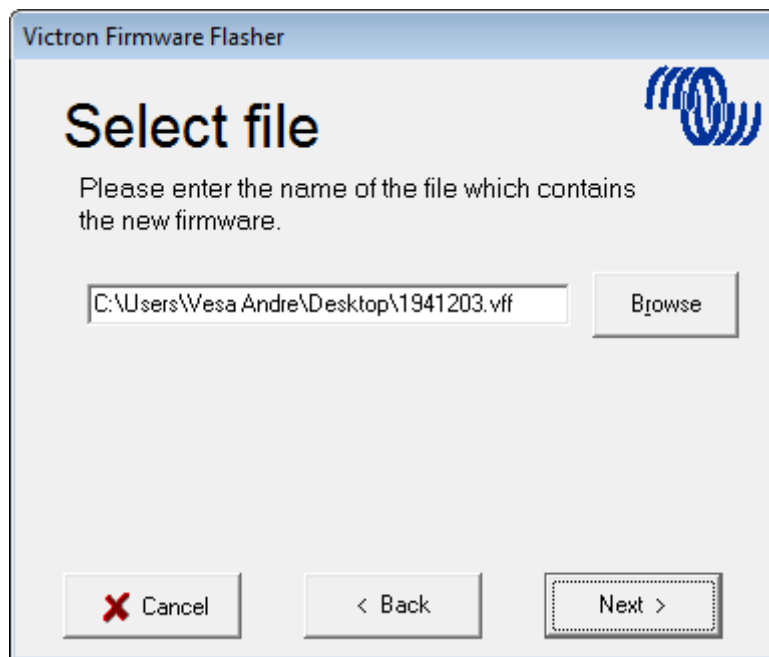 Victron Firmware Flasher
Select file
Please enter the name of the file which contains
the new firmware.
C:\Users\Vesa Andre\Desktop\1941203.vff
Browse
Cancel
< Back
Next >